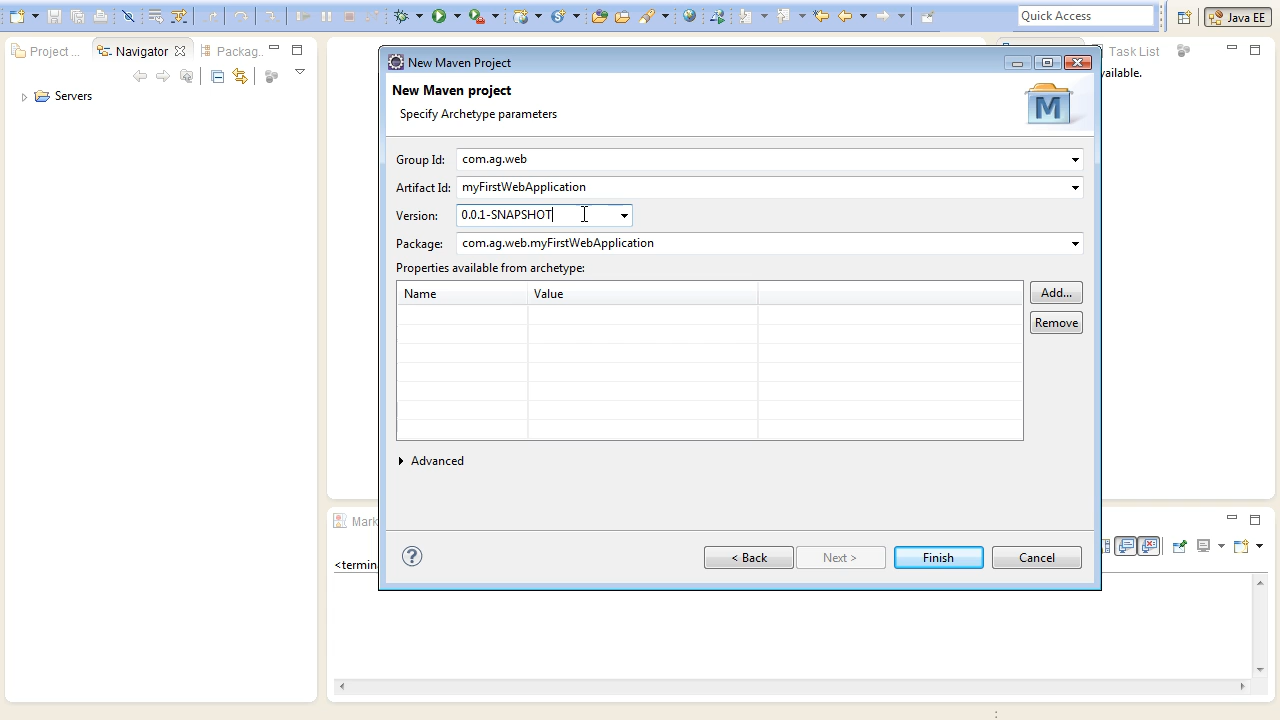 Quick Access
Java EE
Project ...
Navigator
Packag..
Servers
Task List
vailable.
New Maven Project
New Maven project
Specify Archetype parameters
M
Group Id: com.ag.web
Artifact Id: myFirstWebApplication
Version: 0.0.1-SNAPSHOT
Package: com.ag.web.myFirstWebApplication
Properties available from archetype:
Name Value
Add...
Remove
Advanced
Mark
<termin
< Back Next > Finish Cancel